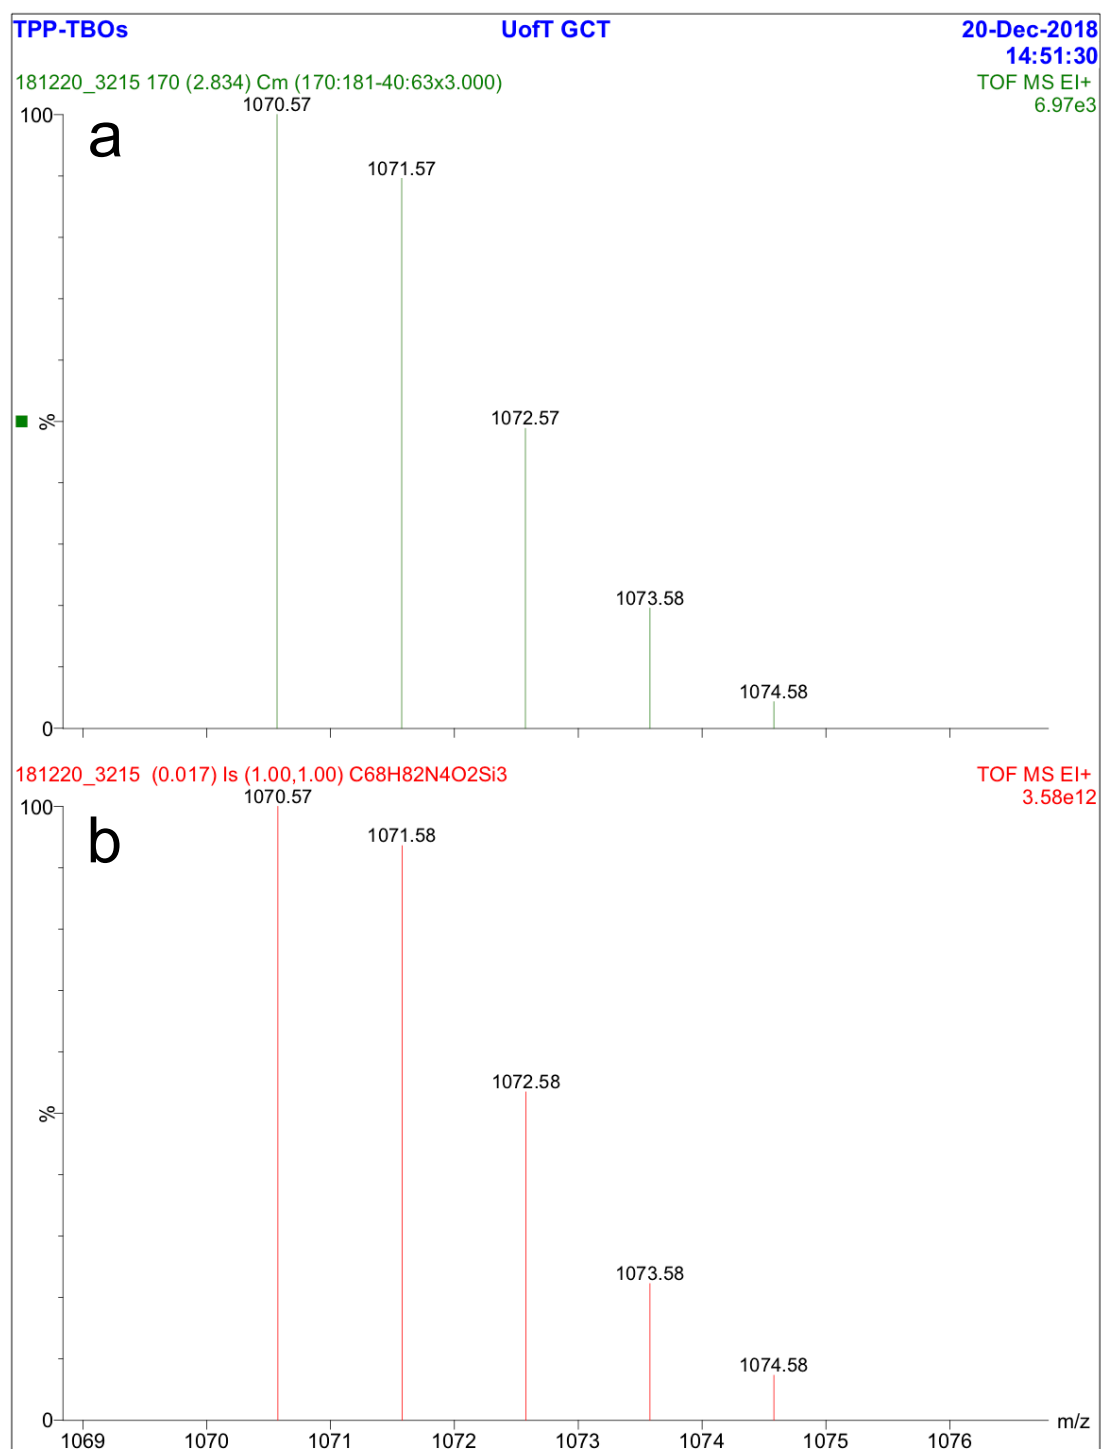 TPP-TBOs UofT GCT 20-Dec-2018
14:51:30
181220_3215 170 (2.834) Cm (170:181-40:63x3.000) TOF MS EI+
6.97e3
1070.57
100
a
1071.57
1072.57
%
1073.58
1074.58
0
181220_3215 (0.017) Is (1.00,1.00) C68H82N4O2Si3 TOF MS EI+
3.58e12
1070.57
100
b
1071.58
1072.58
%
1073.58
1074.58
0
m/z
1069 1070 1071 1072 1073 1074 1075 1076